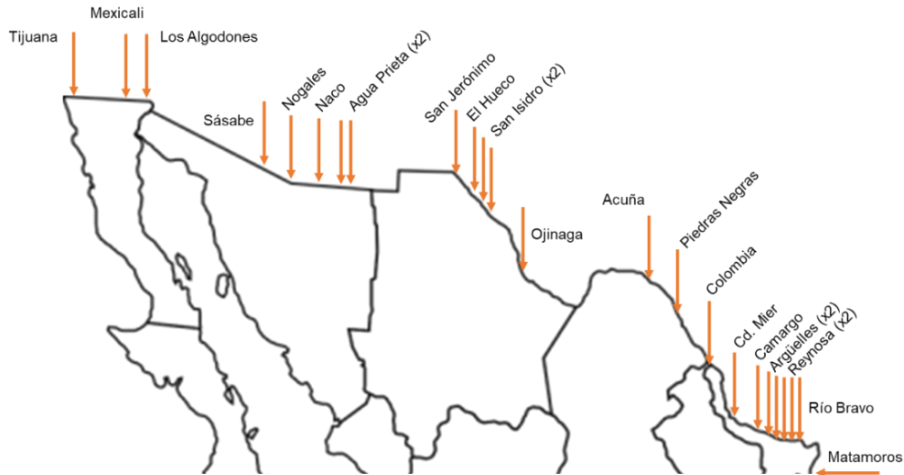 Mexicali
Tijuana
Los Algodones
Sásabe
Nogales
Naco
Agua Prieta (x2)
San Jerónimo
El Hueco
San Isidro (x2)
Ojinaga
Acuña
Piedras Negras
Colombia
Cd. Mier
Camargo
Argüelles (x2)
Reynosa (x2)
Río Bravo
Matamoros